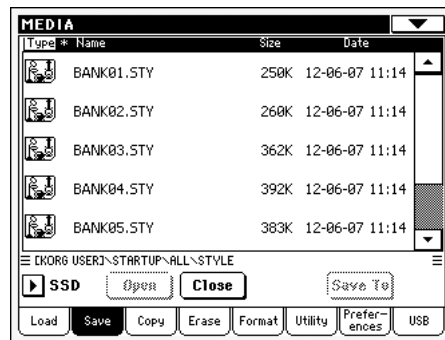 MEDIA
Type * Name Size Date
BANK01.STY 250K 12-06-07 11:14
BANK02.STY 260K 12-06-07 11:14
BANK03.STY 362K 12-06-07 11:14
BANK04.STY 392K 12-06-07 11:14
BANK05.STY 383K 12-06-07 11:14
[KORG USER]\STARTUP\ALL\STYLE
SSD Open Close Save To
Load Save Copy Erase Format Utility Prefer-ences USB